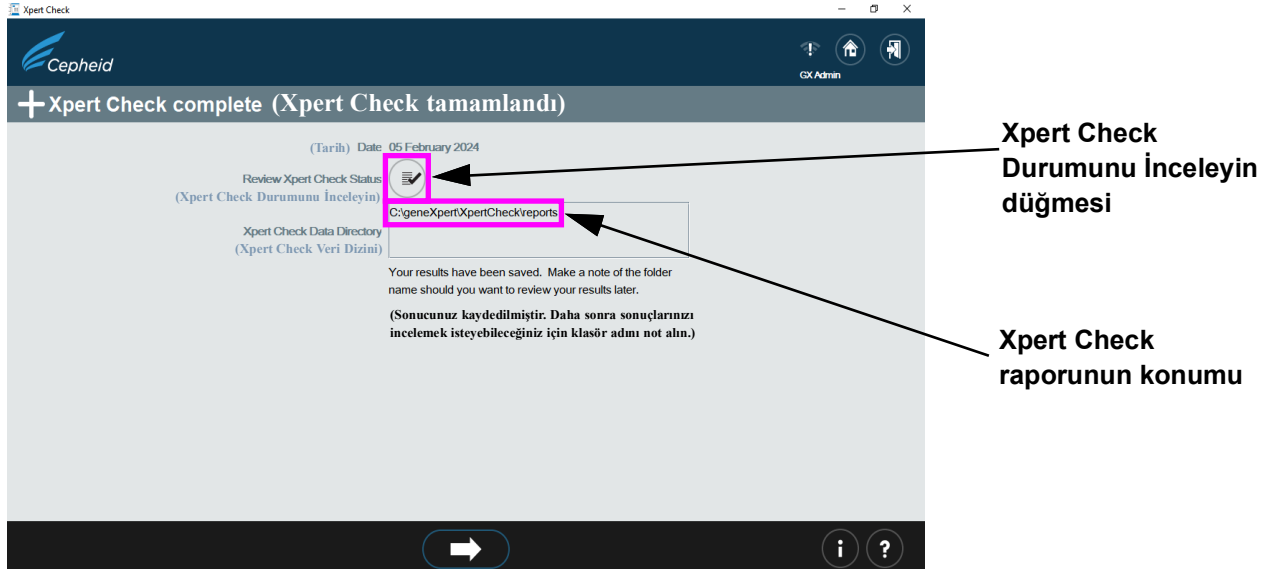 Xpert Check
Cepheid
GX Admin
Xpert Check complete (Xpert Check tamamlandı)
(Tarih) Date 05 February 2024
Review Xpert Check Status
(Xpert Check Durumunu İnceleyin)
C:\geneXpert\XpertCheck\reports
Xpert Check Data Directory
(Xpert Check Veri Dizini)
Your results have been saved. Make a note of the folder
name should you want to review your results later.
(Sonucunuz kaydedilmiştir. Daha sonra sonuçlarınızı
incelemek isteyebileceğiniz için klasör adını not alın.)
Xpert Check
Durumunu İnceleyin
düğmesi
Xpert Check
raporunun konumu
i
?